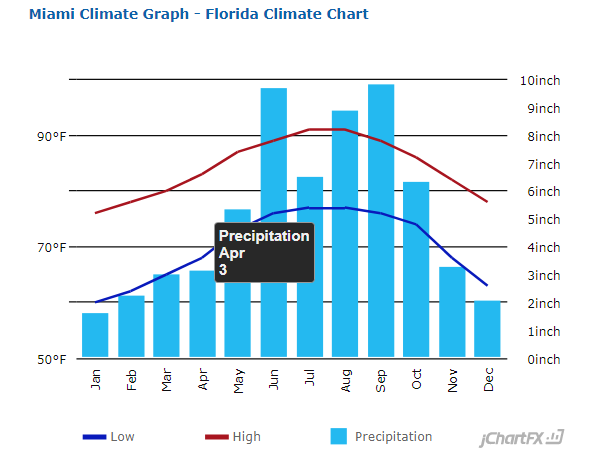 Miami Climate Graph - Florida Climate Chart
10inch
9inch
90°F
8inch
7inch
6inch
5inch
Precipitation
Apr
3
70°F
4inch
3inch
2inch
1inch
50°F
0inch
Jan
Feb
Mar
Apr
May
Jun
Jul
Aug
Sep
Oct
Nov
Dec
Low
High
Precipitation
jChartFX